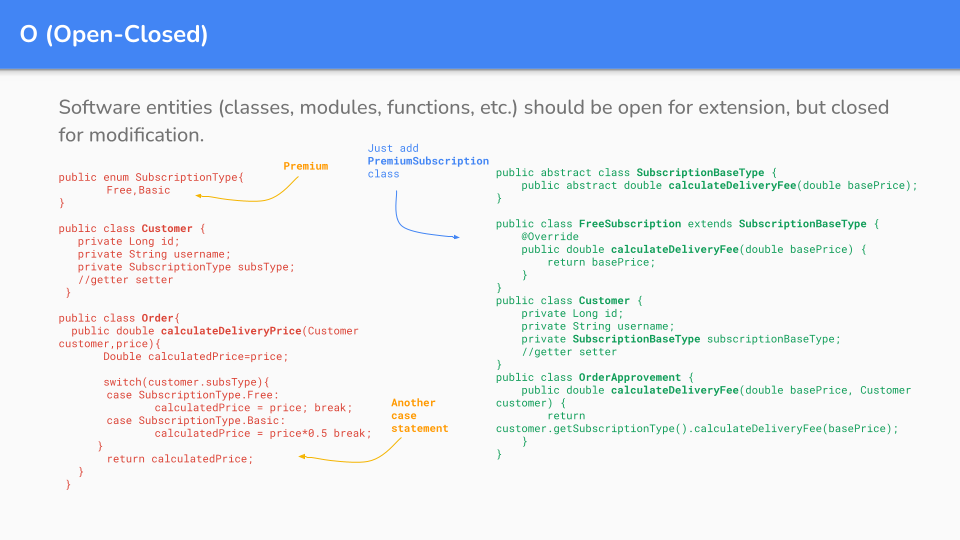 O (Open-Closed)
Software entities (classes, modules, functions, etc.) should be open for extension, but closed
for modification.
Premium
public enum SubscriptionType{
Free,Basic
}
public class Customer {
private Long id;
private String username;
private SubscriptionType subsType;
//getter setter
}
public class Order{
public double calculateDeliveryPrice(Customer
customer,price){
Double calculatedPrice=price;
switch(customer.subsType){
case SubscriptionType.Free:
calculatedPrice = price; break;
case SubscriptionType.Basic:
calculatedPrice = price*0.5 break;
}
return calculatedPrice;
}
}
Another
case
statement
Just add
PremiumSubscription
class
public abstract class SubscriptionBaseType {
public abstract double calculateDeliveryFee(double basePrice);
}
public class FreeSubscription extends SubscriptionBaseType {
@Override
public double calculateDeliveryFee(double basePrice) {
return basePrice;
}
}
public class Customer {
private Long id;
private String username;
private SubscriptionBaseType subscriptionBaseType;
//getter setter
}
public class OrderApprovement {
public double calculateDeliveryFee(double basePrice, Customer
customer) {
return
customer.getSubscriptionType().calculateDeliveryFee(basePrice);
}
}